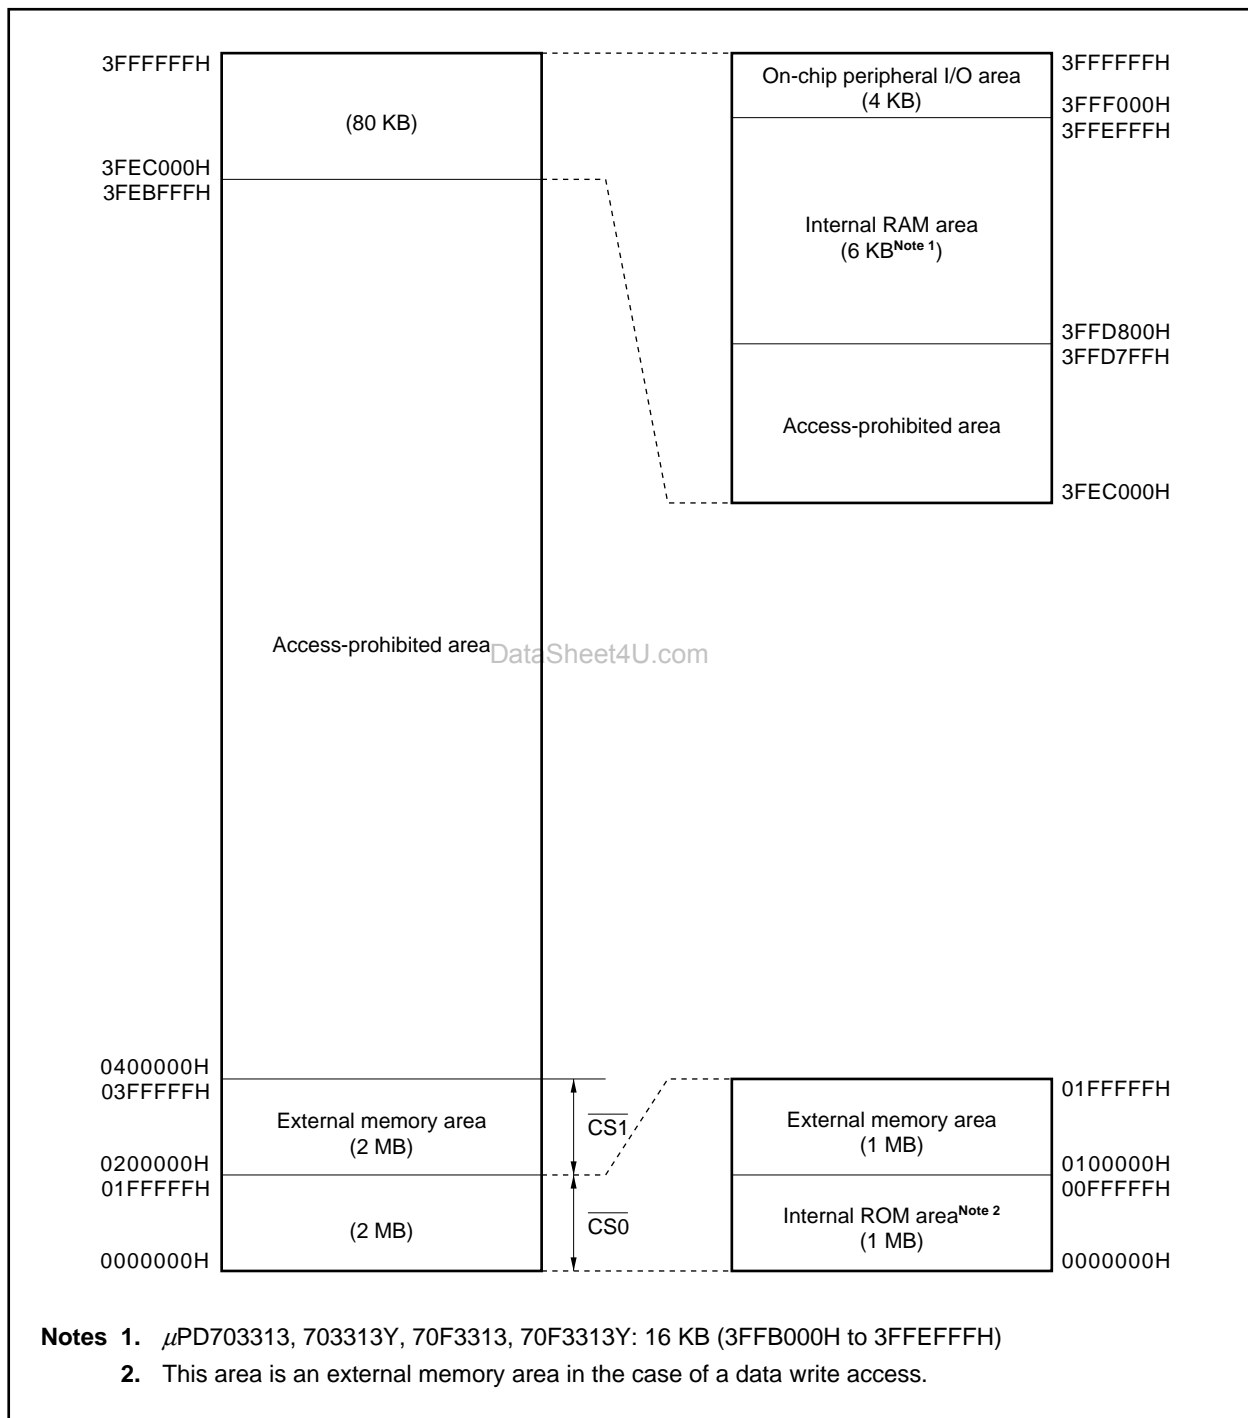 3FFFFFFH
(80 KB)
3FEC000H
3FEBFFFH
Access-prohibited area
0400000H
03FFFFFH
External memory area
(2 MB)
0200000H
01FFFFFH
(2 MB)
0000000H
CS1
CS0
On-chip peripheral I/O area
(4 KB)
3FFFFFFH
3FFF000H
3FFEFFFH
Internal RAM area
(6 KBNote 1)
3FFD800H
3FFD7FFH
Access-prohibited area
3FEC000H
DataSheet4U.com
External memory area
(1 MB)
01FFFFFH
0100000H
00FFFFFH
Internal ROM areaNote 2
(1 MB)
0000000H
Notes 1. μPD703313, 703313Y, 70F3313, 70F3313Y: 16 KB (3FFB000H to 3FFEFFFH)
2. This area is an external memory area in the case of a data write access.